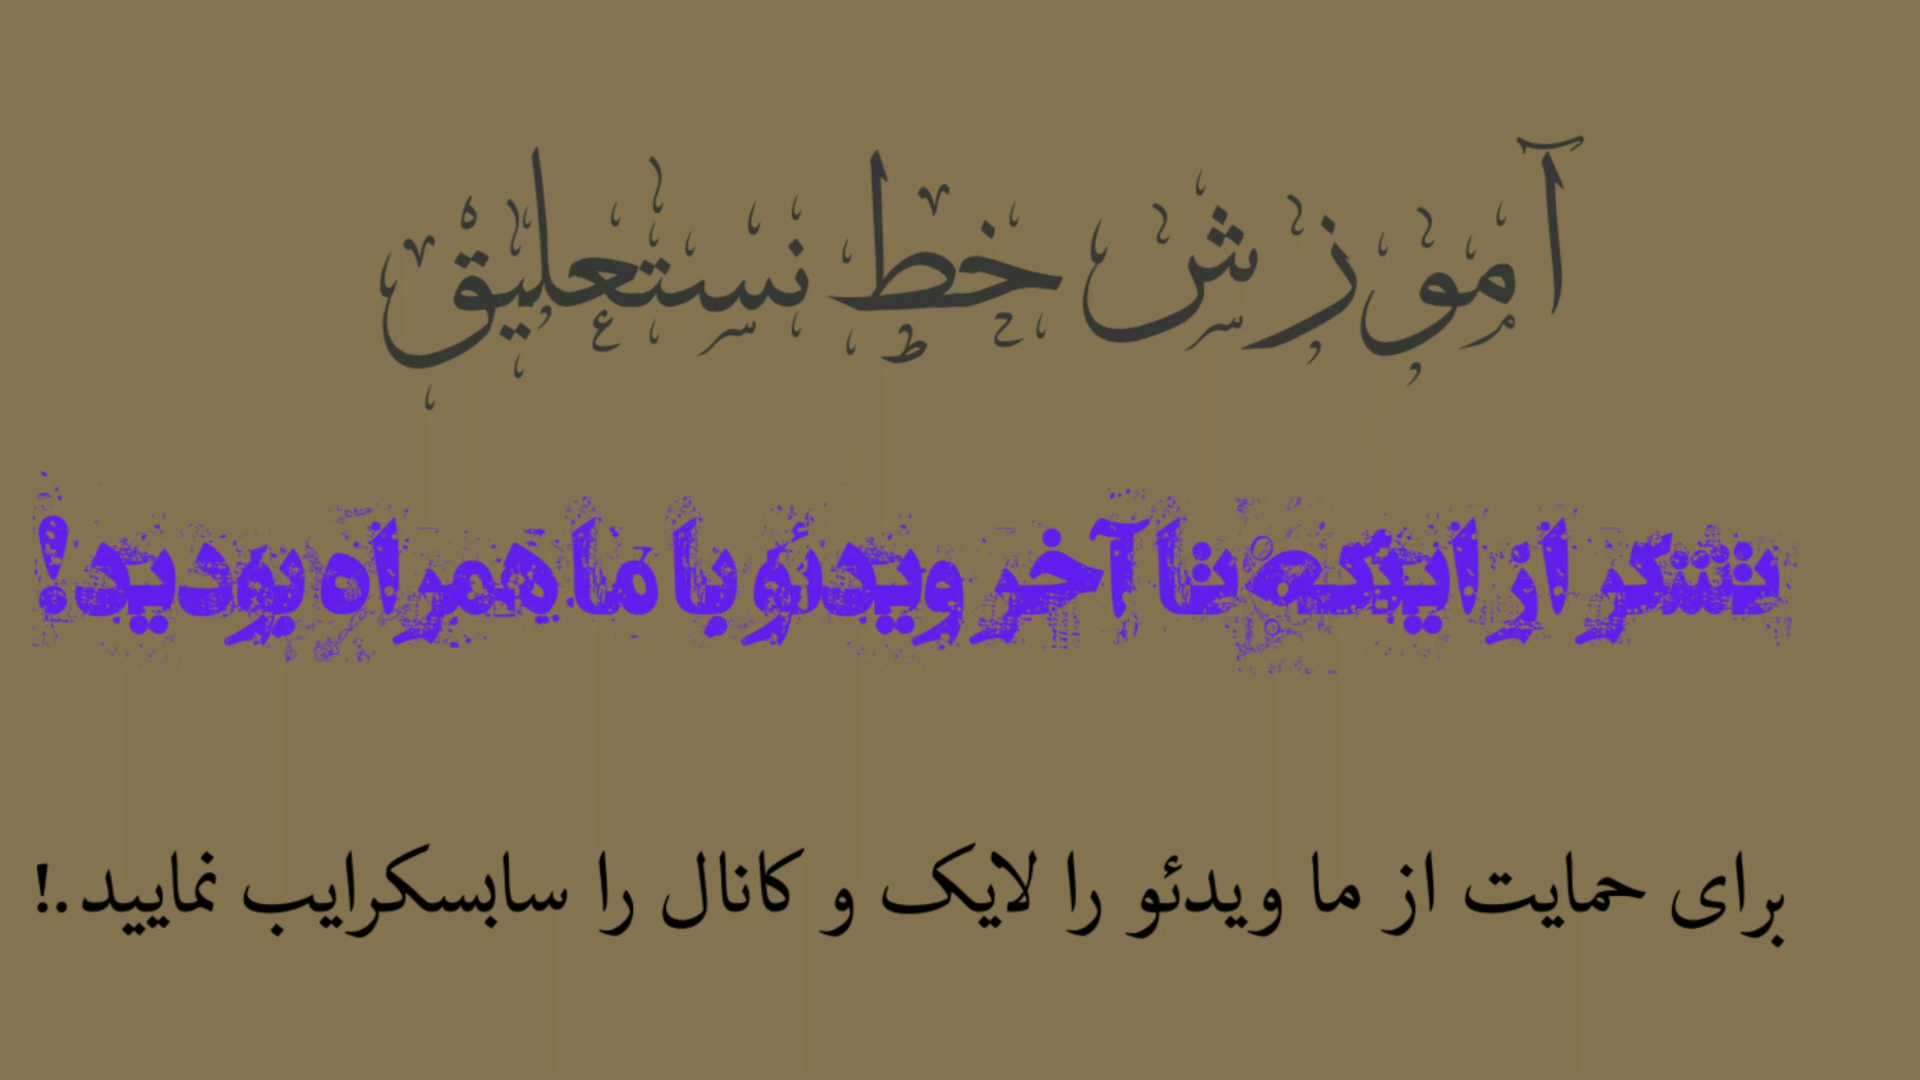 آموزش خط نستعلیق
تشکر از اینکه تا آخر ویدئو با ما همراه بودید!
برای حمایت از ما ویدئو را لایک و کانال را سابسکرایب نمایید.!